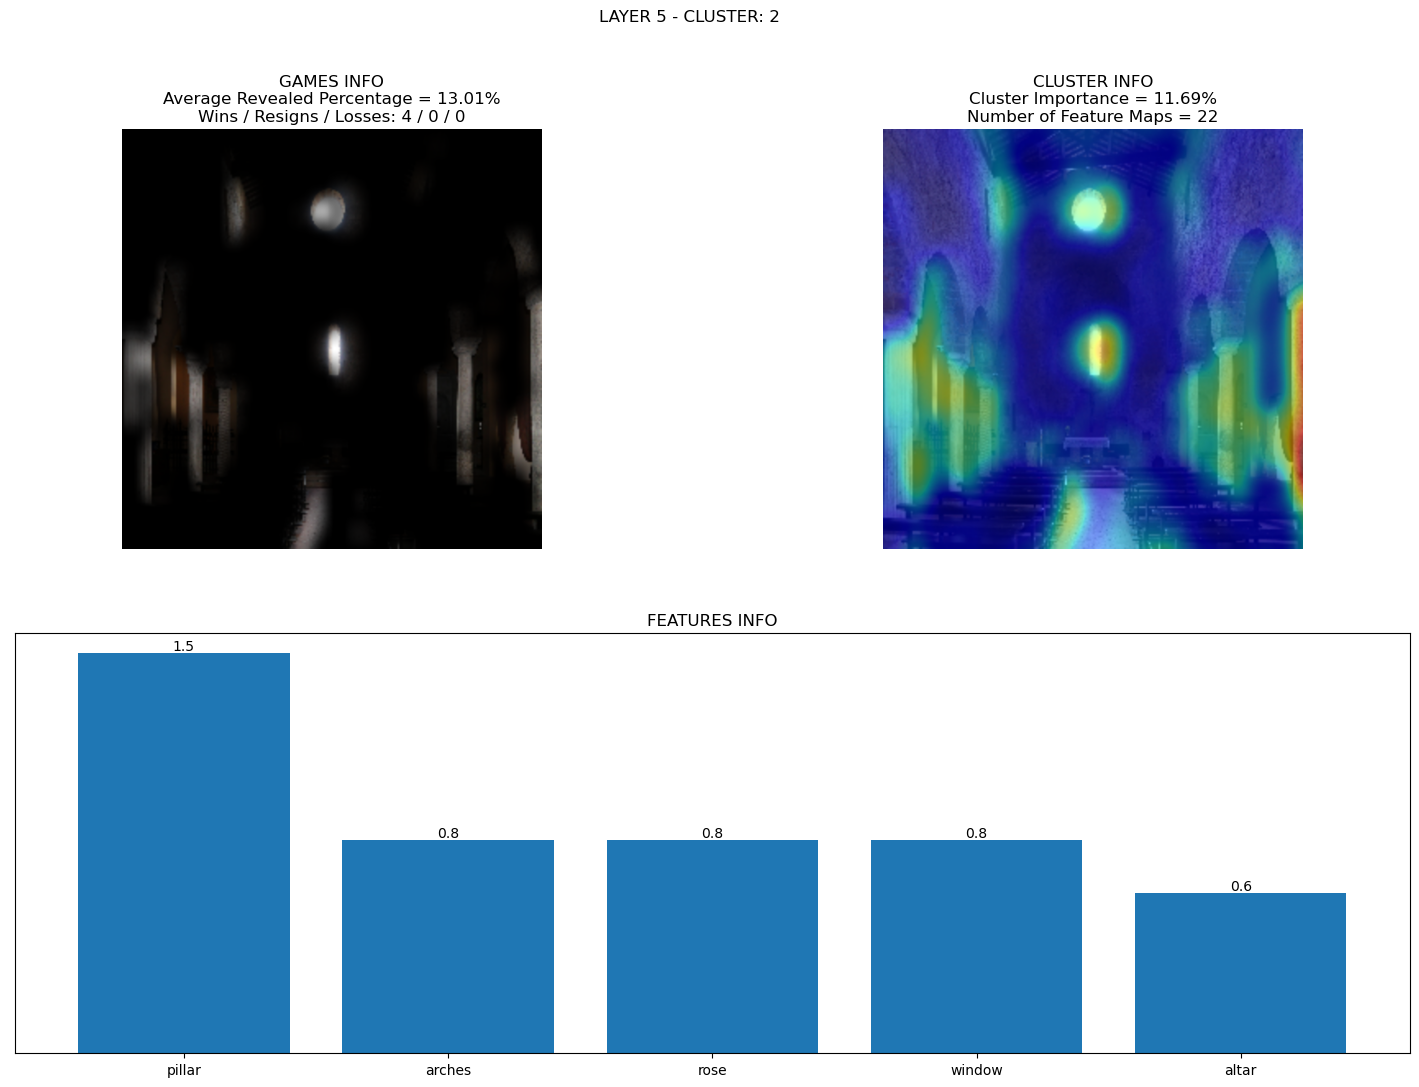 LAYER 5 - CLUSTER: 2
GAMES INFO
Average Revealed Percentage = 13.01%
Wins / Resigns / Losses: 4 / 0 / 0
CLUSTER INFO
Cluster Importance = 11.69%
Number of Feature Maps = 22
FEATURES INFO
1.5
0.8
0.8
0.8
0.6
pillar
arches
rose
window
altar